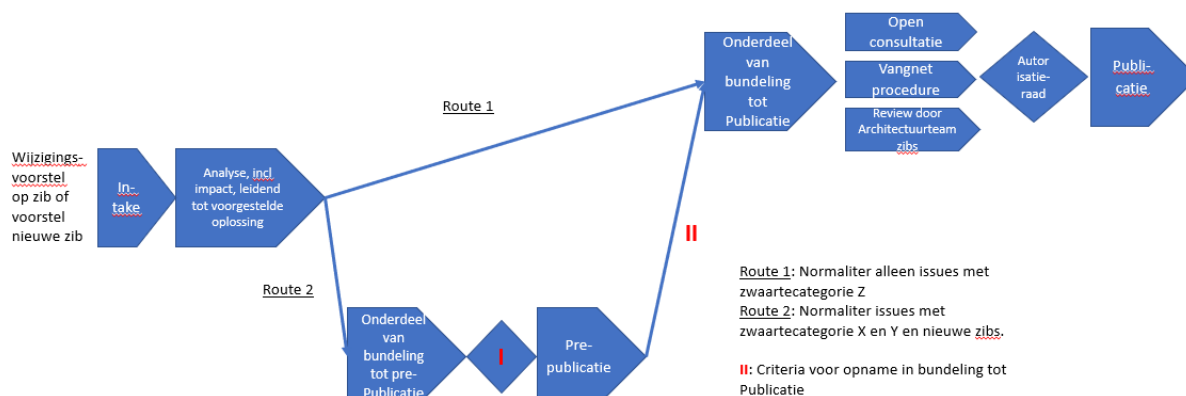 Wijzigings-
voorstel
op zib of
voorstel
nieuwe zib
In-
take
Analyse, incl
impact, leidend
tot voorgestelde
oplossing
Route 1
Route 2
Onderdeel
van
bundeling
tot pre-
Publicatie
I
Pre-
publicatie
II
Onderdeel
van
bundeling
tot
Publicatie
Open
consultatie
Vangnet
procedure
Review door
Architectuurteam
zibs
Autor
isatie-
raad
Publi-
catie
Route 1: Normaliter alleen issues met
zwaartecategorie Z
Route 2: Normaliter issues met
zwaartecategorie X en Y en nieuwe zibs.
II: Criteria voor opname in bundeling tot
Publicatie